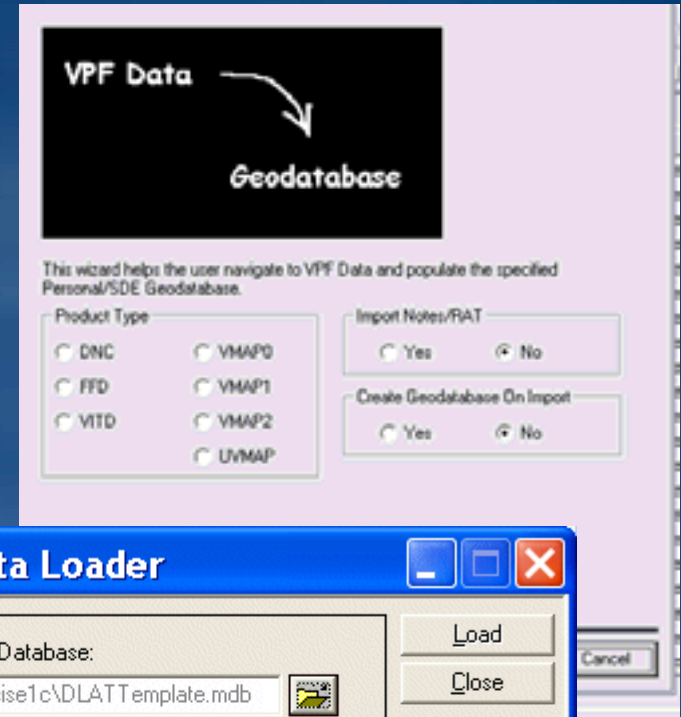 VPF Data
Geodatabase
This wizard helps the user navigate to VPF Data and populate the specified
Personal/SDE Geodatabase.
Product Type
DNC
VMAP0
FFD
VMAP1
VITD
VMAP2
UVMAP
Import Notes/RAT
Yes No
Create Geodatabase On Import
Yes No
Cancel
ta Loader
Database:
cise1c\DLATTemplate.mdb
Load
Close